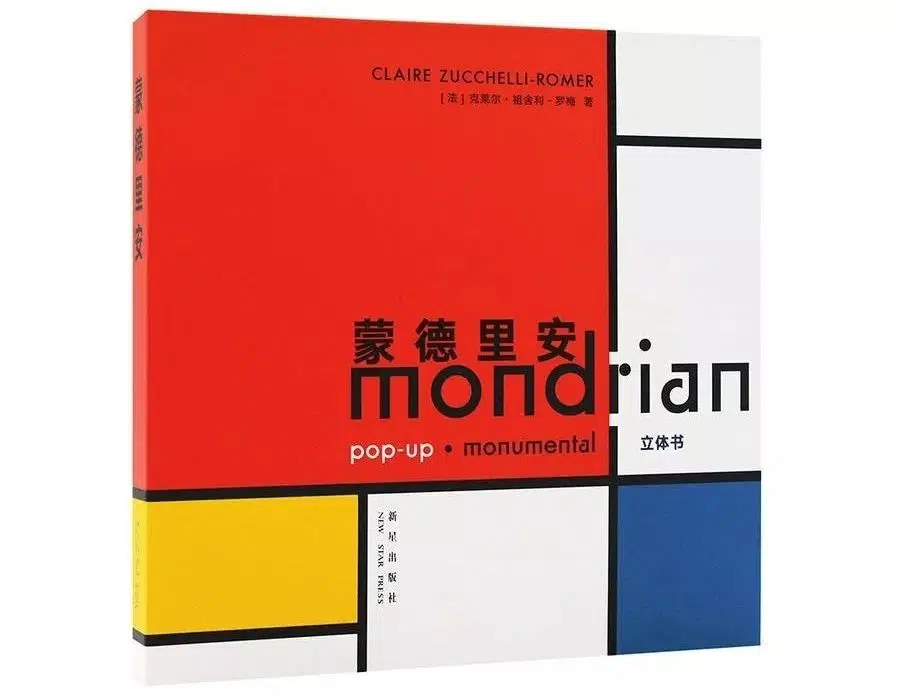 蒙德里安
CLAIRE ZUCCHELLI-ROMER
[法]克莱尔·祖舍利-罗梅 著
蒙德里安
mondrian
pop-up • monumental
立体书
新星出版社
NEW STAR PRESS